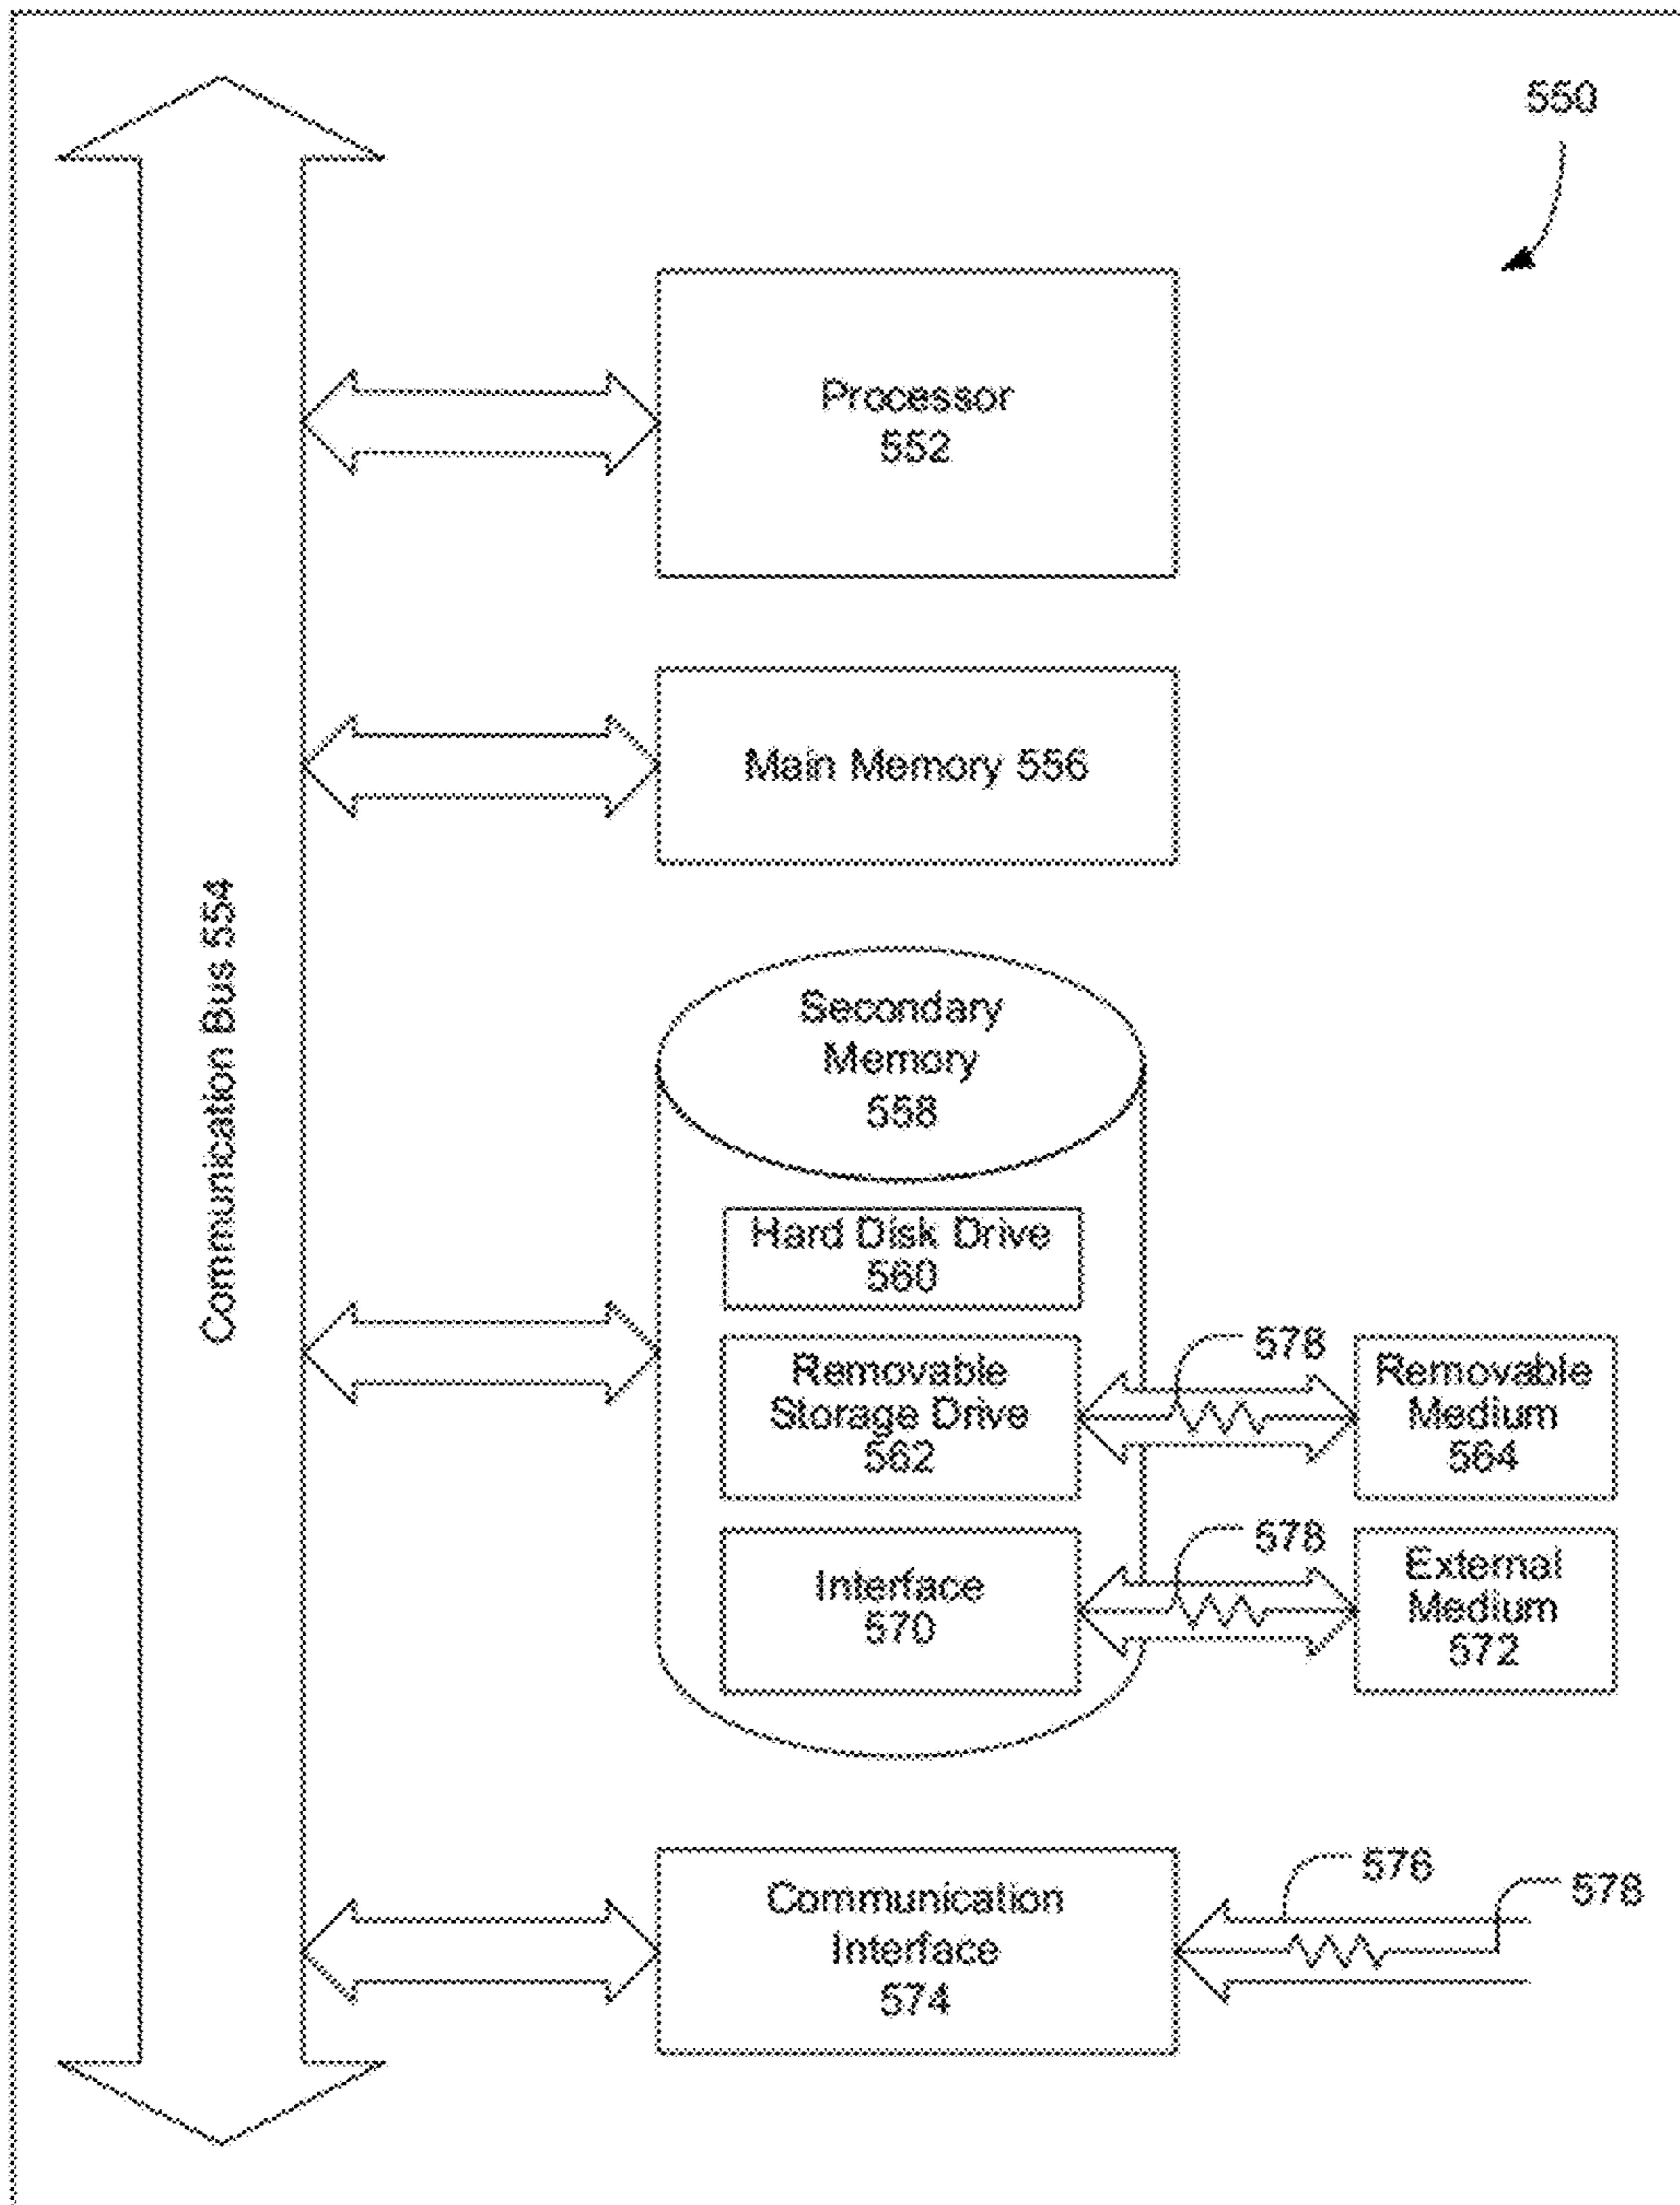 550
Processor
552
Main Memory 556
Communication Bus 554
Secondary
Memory
558
Hard Disk Drive
560
Removable
Storage Drive
562
578
Removable
Medium
564
Interface
570
578
External
Medium
572
Communication
Interface
574
576
578